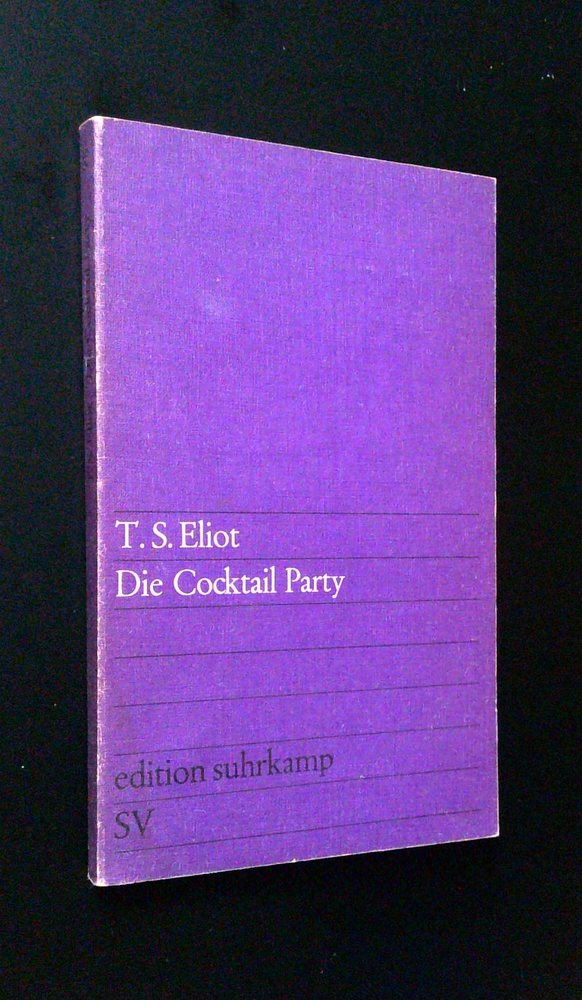 T. S. Eliot
Die Cocktail Party
edition suhrkamp
SV